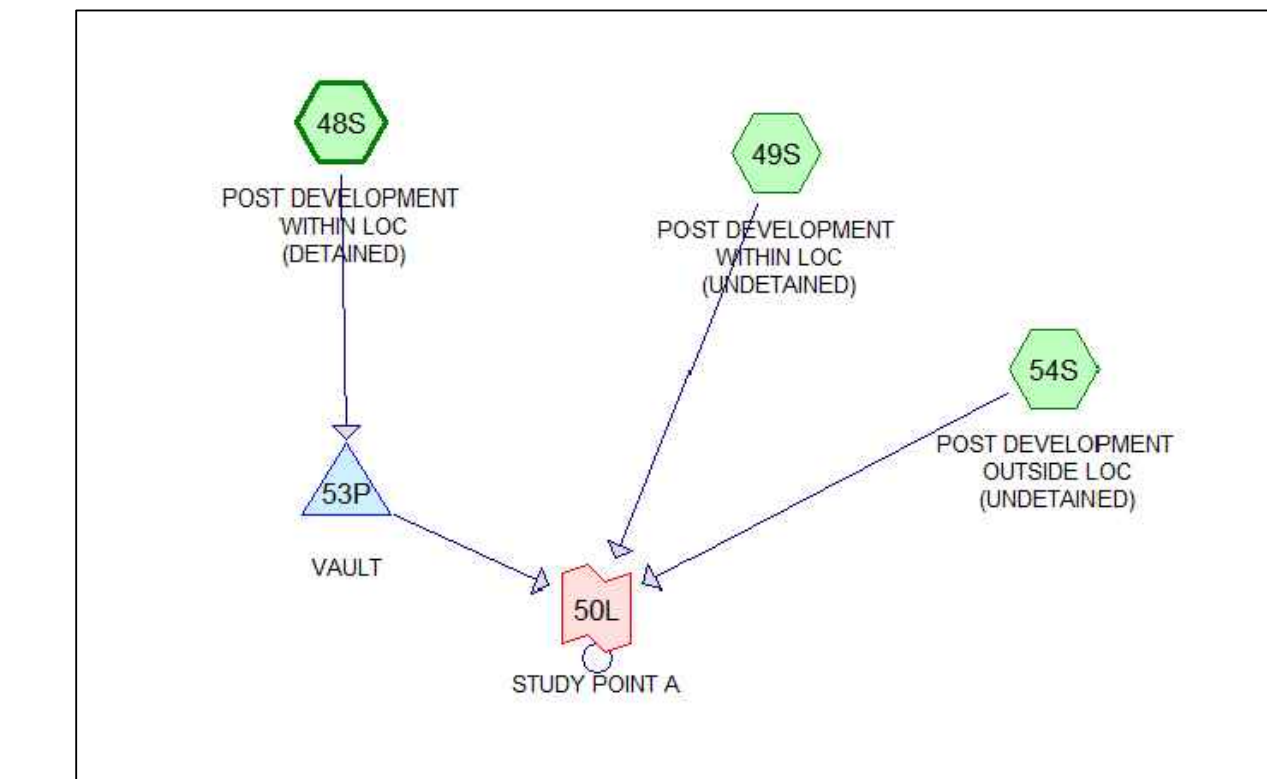 48S
POST DEVELOPMENT
WITHIN LOC
(DETAINED)
49S
POST DEVELOPMENT
WITHIN LOC
(UNDETAINED)
54S
POST DEVELOPMENT
OUTSIDE LOC
(UNDETAINED)
53P
VAULT
50L
STUDY POINT A